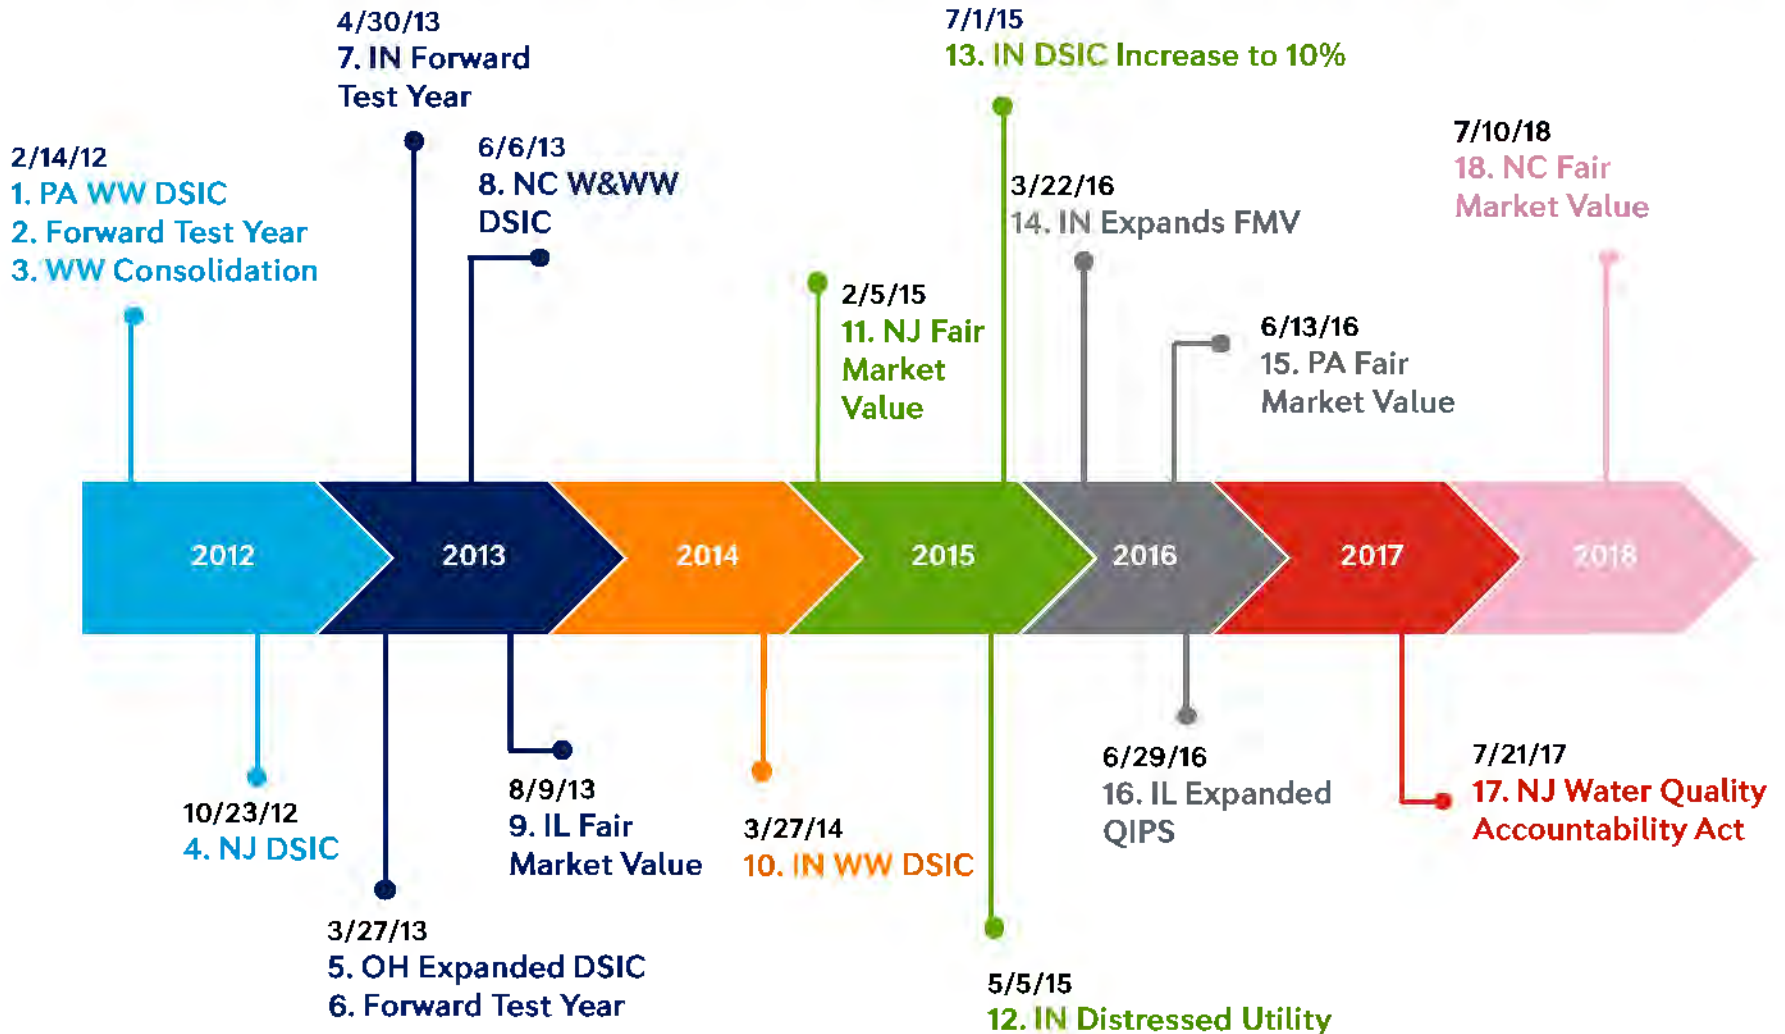 4/30/13
7. IN Forward
Test Year
7/1/15
13. IN DSIC Increase to 10%
2/14/12
1. PA WW DSIC
2. Forward Test Year
3. WW Consolidation
6/6/13
8. NC W&WW
DSIC
3/22/16
14. IN Expands FMV
7/10/18
18. NC Fair
Market Value
2/5/15
11. NJ Fair
Market
Value
6/13/16
15. PA Fair
Market Value
2012
2013
2014
2015
2016
2017
2018
10/23/12
4. NJ DSIC
8/9/13
9. IL Fair
Market Value
3/27/14
10. IN WW DSIC
6/29/16
16. IL Expanded
QIPS
7/21/17
17. NJ Water Quality
Accountability Act
3/27/13
5. OH Expanded DSIC
6. Forward Test Year
5/5/15
12. IN Distressed Utility